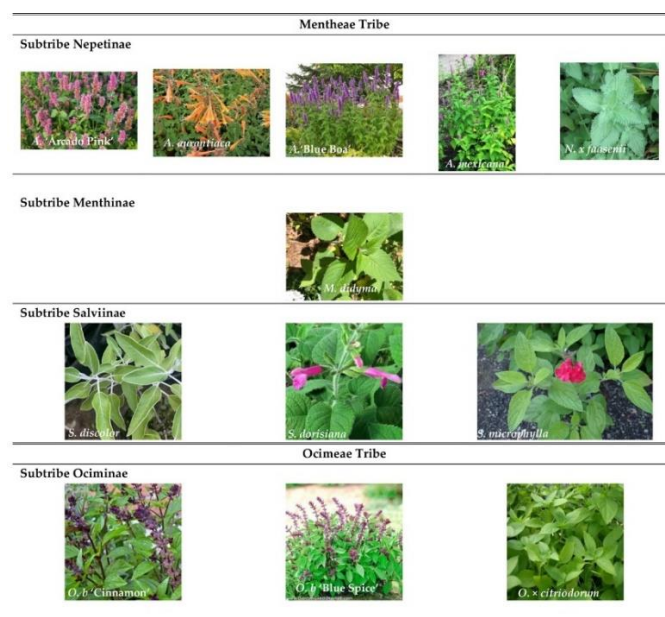 Mentheae Tribe
Subtribe Nepetinae
A. 'Arcado Pink'
A. aurantiaca
A.'Blue Boa'
A. mexicana
N. x faasenii
Subtribe Menthinae
M. didyma
Subtribe Salviinae
S. discolor
S. dorisiana
S. microphylla
Ocimeae Tribe
Subtribe Ociminae
O. b 'Cinnamon'
O. b 'Blue Spice'
O. × citriodorum